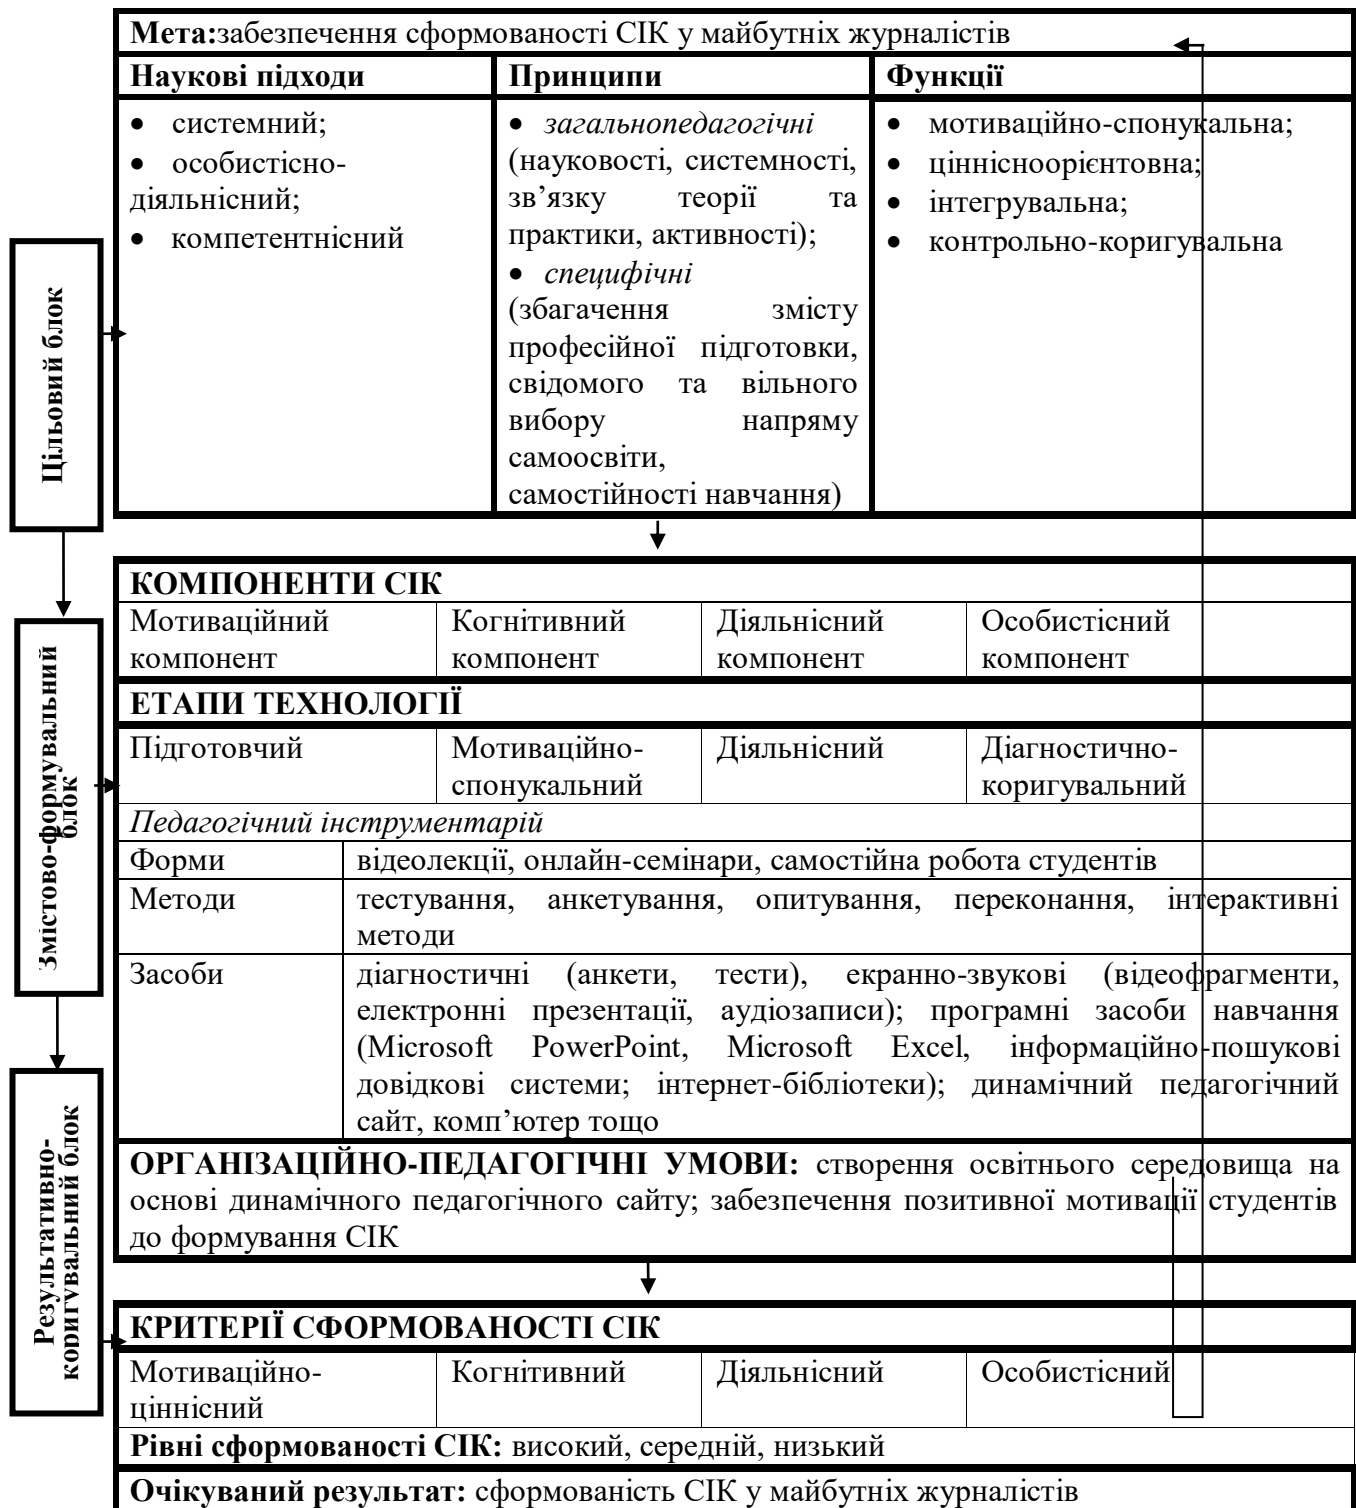 Мета:забезпечення сформованості СІК у майбутніх журналістів
Наукові підходи
Принципи
Функції
• системний;
• особистісно-
діяльнісний;
• компетентнісний
• загальнопедагогічні
(науковості, системності,
зв’язку теорії та
практики, активності);
• специфічні
(збагачення змісту
професійної підготовки,
свідомого та вільного
вибору напряму
самоосвіти,
самостійності навчання)
• мотиваційно-спонукальна;
• ціннісноорієнтовна;
• інтегрувальна;
• контрольно-коригувальна
Цільовий блок
КОМПОНЕНТИ СІК
Мотиваційний
компонент
Когнітивний
компонент
Діяльнісний
компонент
Особистісний
компонент
ЕТАПИ ТЕХНОЛОГІЇ
Підготовчий
Мотиваційно-
спонукальний
Діяльнісний
Діагностично-
коригувальний
Змістово-формувальний
блок
Педагогічний інструментарій
Форми
відеолекції, онлайн-семінари, самостійна робота студентів
Методи
тестування, анкетування, опитування, переконання, інтерактивні
методи
Засоби
діагностичні (анкети, тести), екранно-звукові (відеофрагменти,
електронні презентації, аудіозаписи); програмні засоби навчання
(Microsoft PowerPoint, Microsoft Excel, інформаційно-пошукові
довідкові системи; інтернет-бібліотеки); динамічний педагогічний
сайт, комп’ютер тощо
ОРГАНІЗАЦІЙНО-ПЕДАГОГІЧНІ УМОВИ: створення освітнього середовища на
основі динамічного педагогічного сайту; забезпечення позитивної мотивації студентів
до формування СІК
Результативно-
коригувальний блок
КРИТЕРІЇ СФОРМОВАНОСТІ СІК
Мотиваційно-
ціннісний
Когнітивний
Діяльнісний
Особистісний
Рівні сформованості СІК: високий, середній, низький
Очікуваний результат: сформованість СІК у майбутніх журналістів